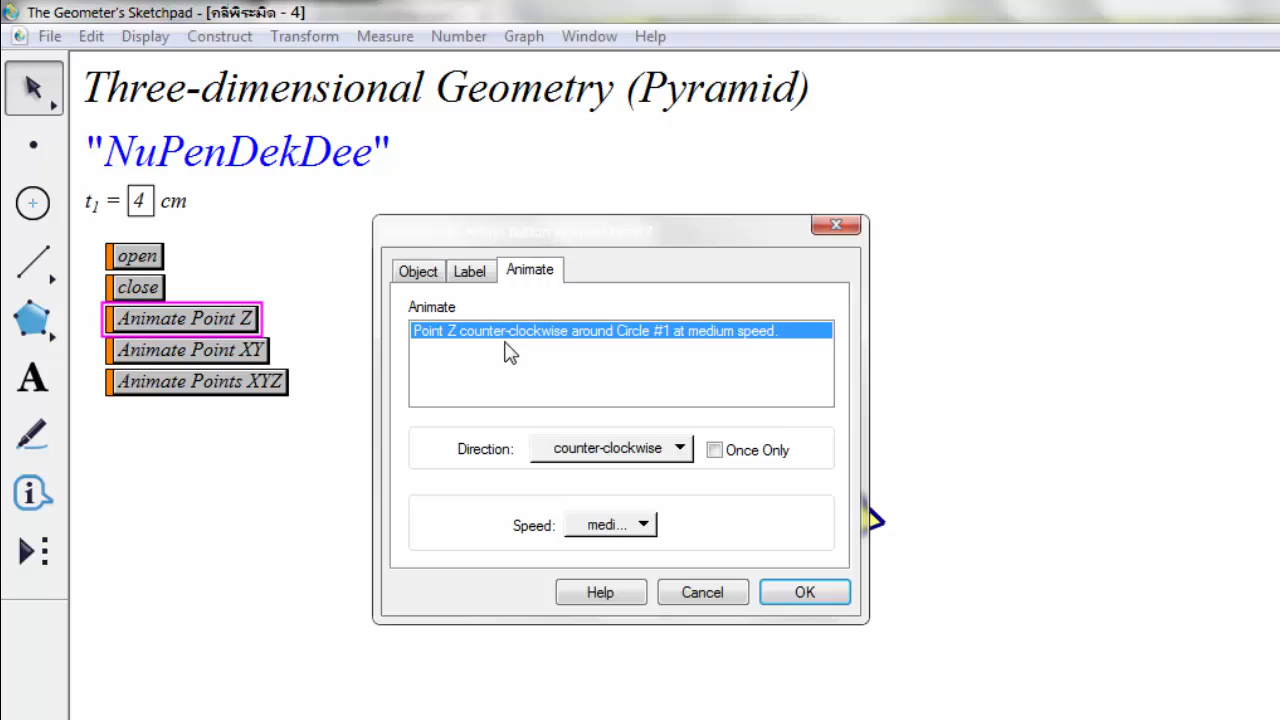 The Geometer's Sketchpad - [คลี่พีระมิด - 4]
File Edit Display Construct Transform Measure Number Graph Window Help
Three-dimensional Geometry (Pyramid)
"NuPenDekDee"
t1 = 4 cm
open
close
Animate Point Z
Animate Point XY
Animate Points XYZ
A
Object Label Animate
Animate
Point Z counter-clockwise around Circle #1 at medium speed.
Direction: counter-clockwise Once Only
Speed: medi...
Help Cancel OK